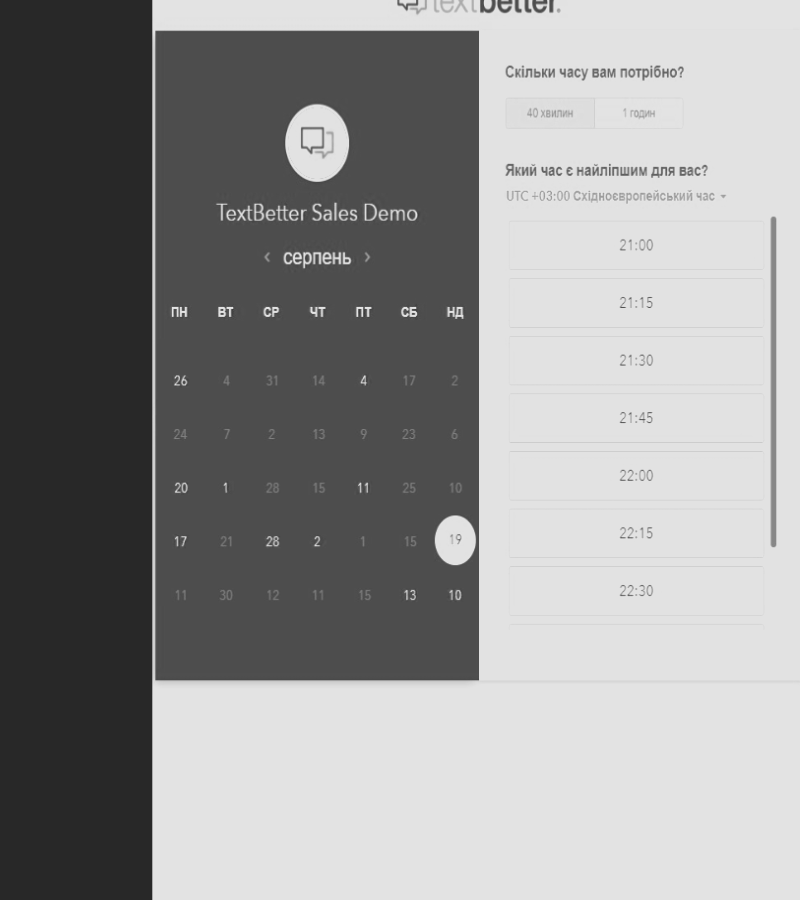 textbetter.
TextBetter Sales Demo
‹ серпень ›
ПН ВТ СР ЧТ ПТ СБ НД
26 4 31 14 4 17 2
24 7 2 13 9 23 6
20 1 28 15 11 25 10
17 21 28 2 1 15 19
11 30 12 11 15 13 10
Скільки часу вам потрібно?
40 хвилин 1 годин
Який час є найліпшим для вас?
UTC +03:00 Східноєвропейський час
21:00
21:15
21:30
21:45
22:00
22:15
22:30